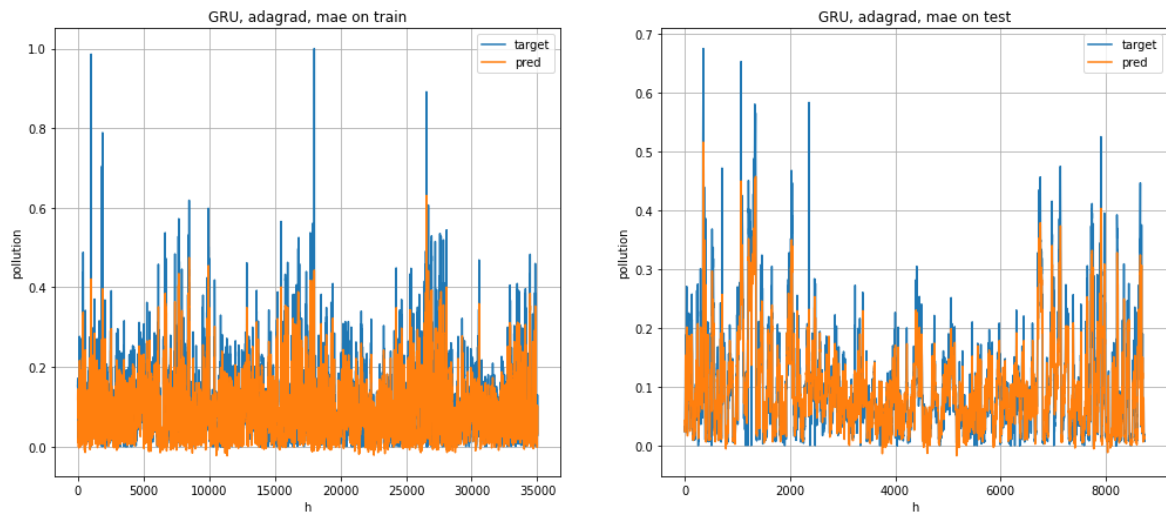 GRU, adagrad, mae on train
target
pred
1.0
0.8
0.6
0.4
0.2
0.0
pollution
0
5000
10000
15000
20000
25000
30000
35000
h
GRU, adagrad, mae on test
target
pred
0.7
0.6
0.5
0.4
0.3
0.2
0.1
0.0
pollution
0
2000
4000
6000
8000
h